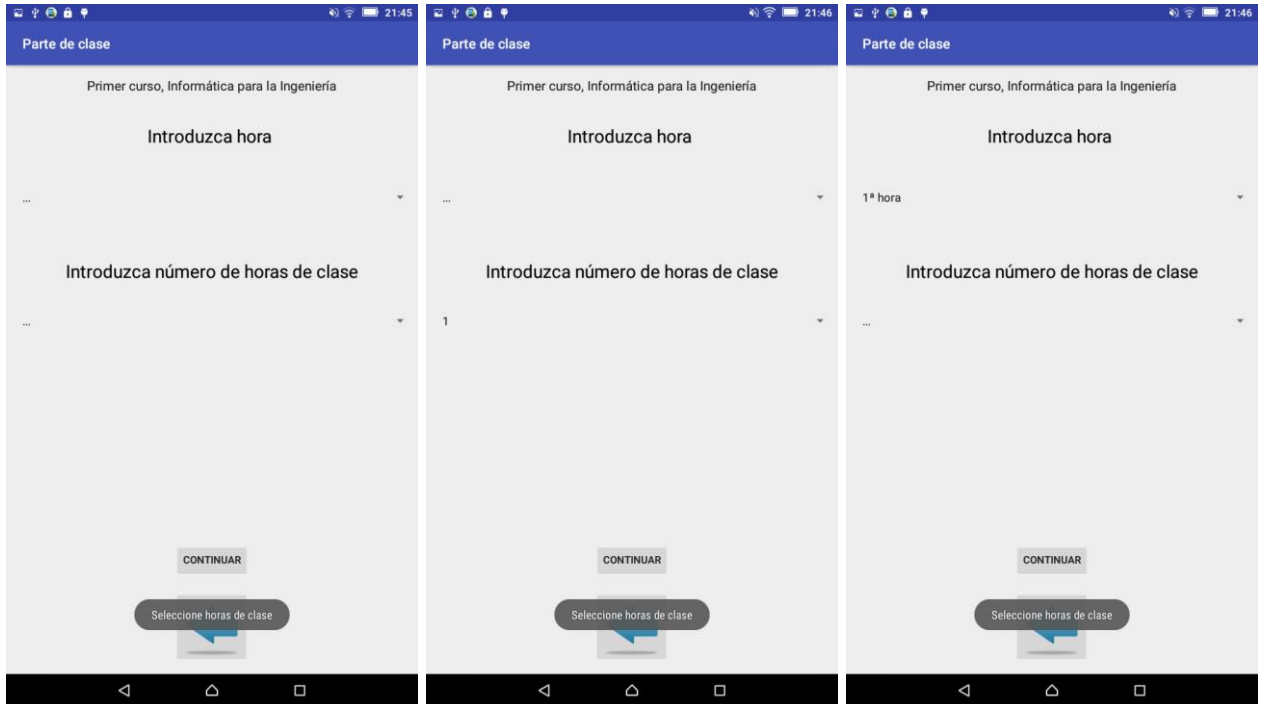 21:45
Parte de clase
Primer curso, Informática para la Ingeniería
Introduzca hora
...
Introduzca número de horas de clase
...
CONTINUAR
Seleccione horas de clase
21:46
Parte de clase
Primer curso, Informática para la Ingeniería
Introduzca hora
...
Introduzca número de horas de clase
1
CONTINUAR
Seleccione horas de clase
21:46
Parte de clase
Primer curso, Informática para la Ingeniería
Introduzca hora
1ª hora
Introduzca número de horas de clase
...
CONTINUAR
Seleccione horas de clase